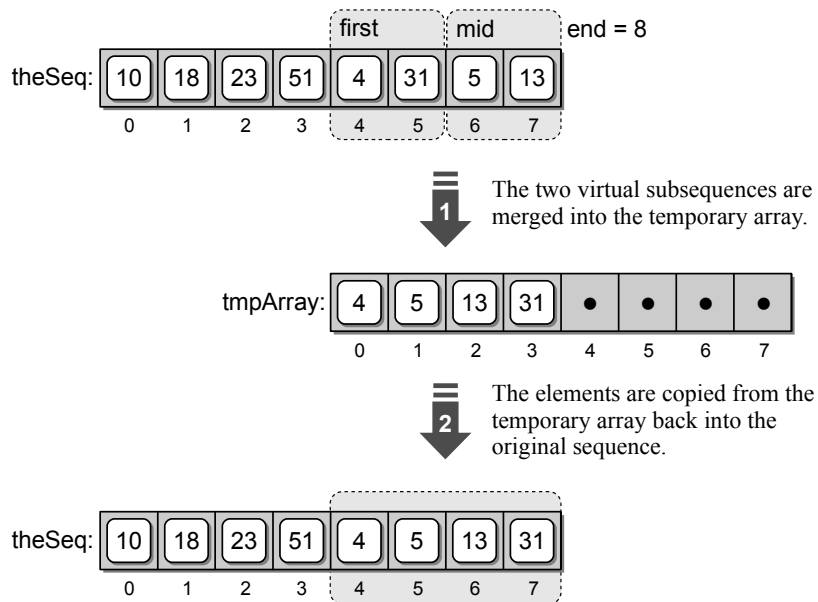 first mid end = 8
theSeq: 10 18 23 51 4 31 5 13
0 1 2 3 4 5 6 7
1
The two virtual subsequences are
merged into the temporary array.
tmpArray: 4 5 13 31 • • • •
0 1 2 3 4 5 6 7
2
The elements are copied from the
temporary array back into the
original sequence.
theSeq: 10 18 23 51 4 5 13 31
0 1 2 3 4 5 6 7